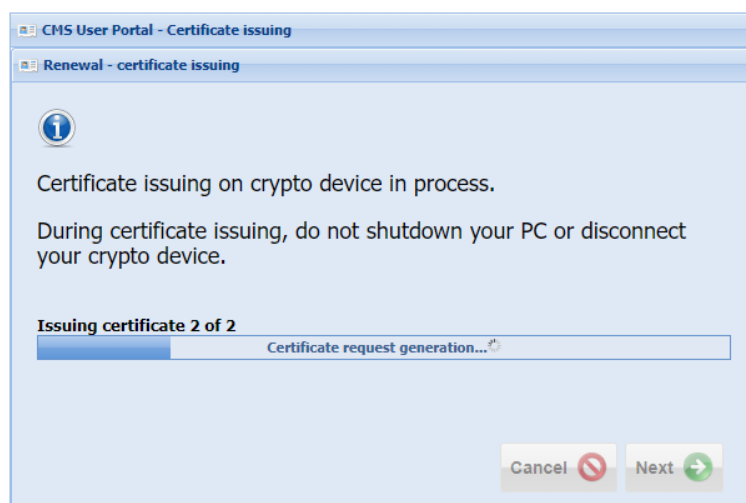 CMS User Portal - Certificate issuing
Renewal - certificate issuing
Certificate issuing on crypto device in process.
During certificate issuing, do not shutdown your PC or disconnect
your crypto device.
Issuing certificate 2 of 2
Certificate request generation...
Cancel Next